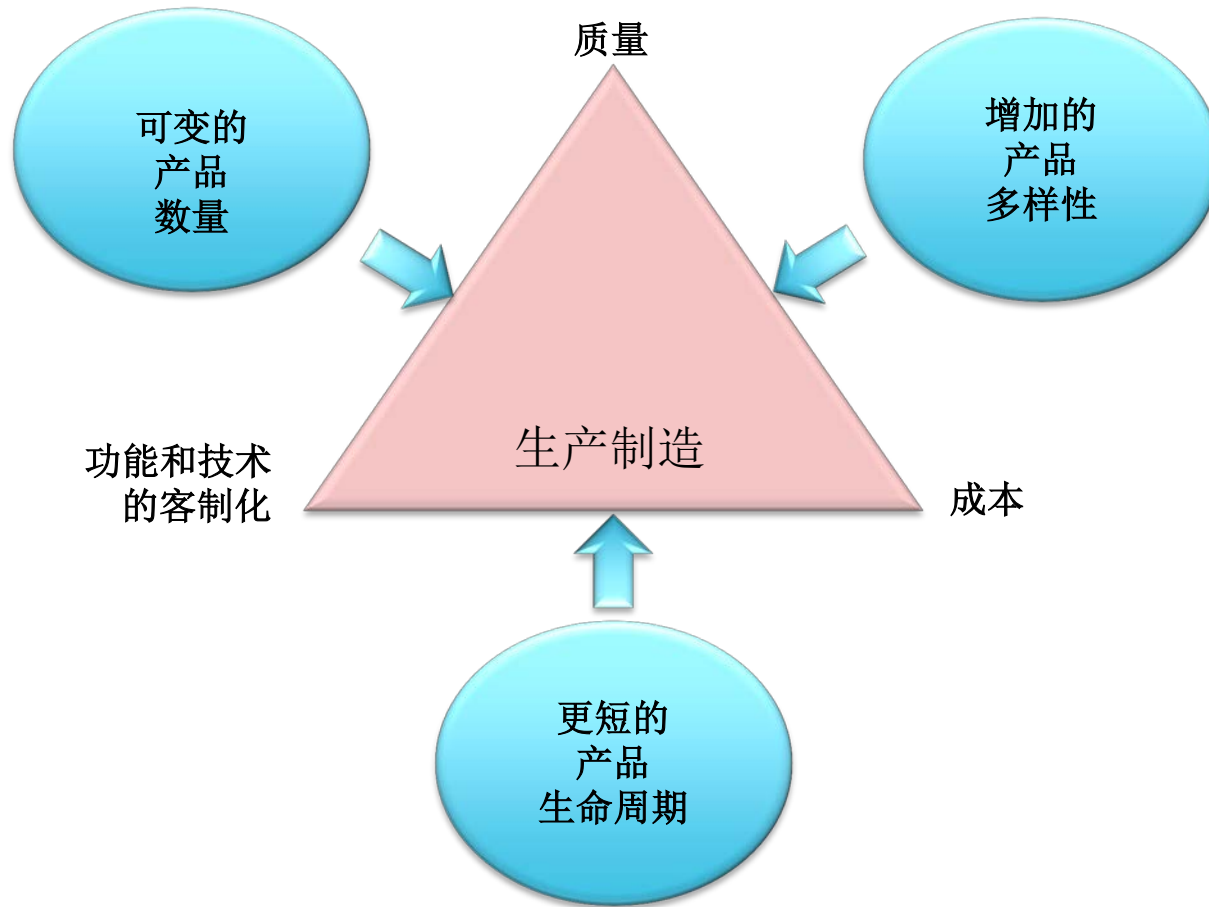 质量
可变的
产品
数量
增加的
产品
多样性
生产制造
功能和技术
的客制化
成本
更短的
产品
生命周期